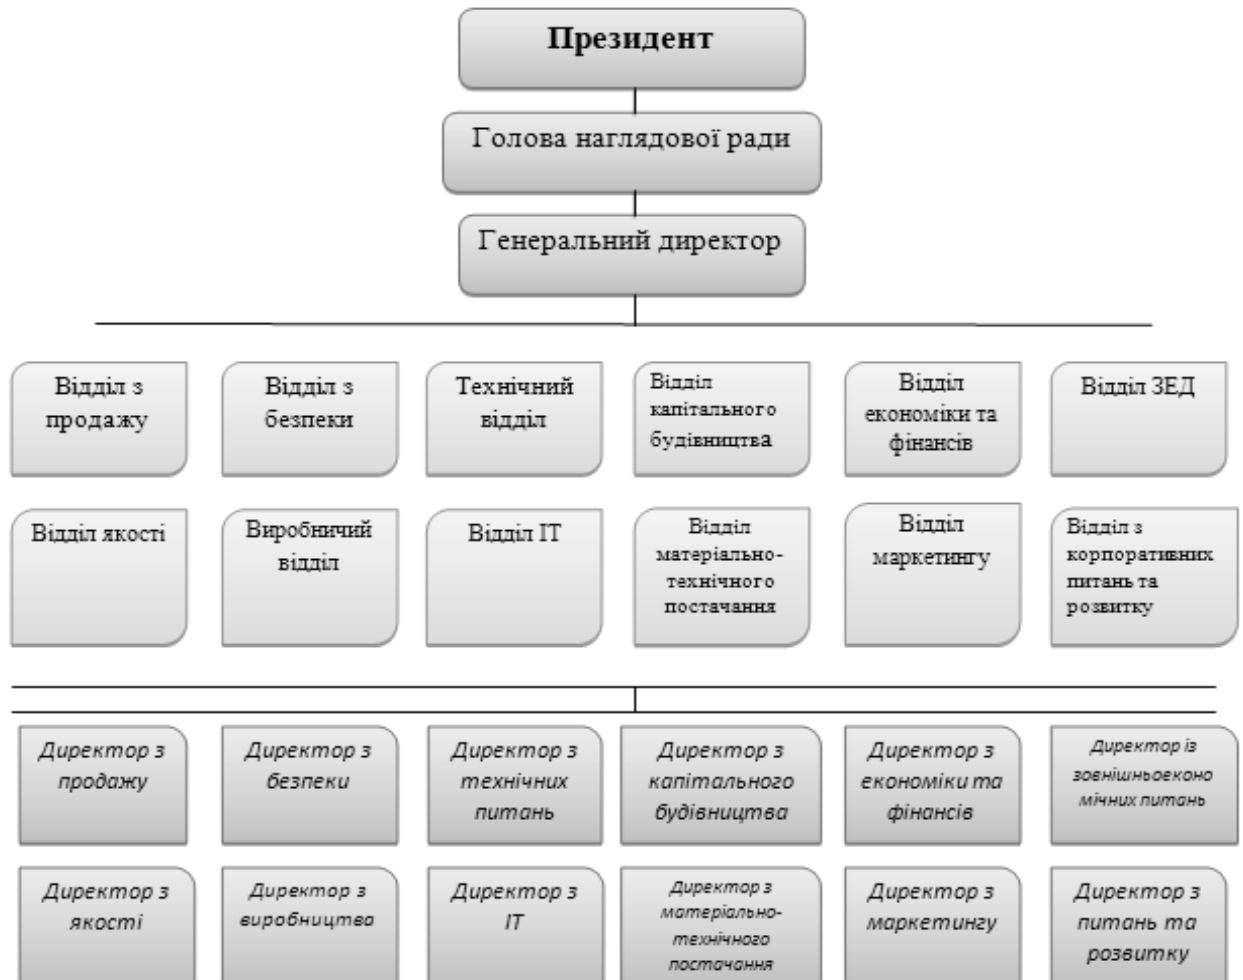 Президент
Голова наглядової ради
Генеральний директор
Відділ з
продажу
Відділ з
безпеки
Технічний
відділ
Відділ
капітального
будівництва
Відділ
економіки та
фінансів
Відділ ЗЕД
Відділ якості
Виробничий
відділ
Відділ ІТ
Відділ
матеріально-
технічного
постачання
Відділ
маркетингу
Відділ з
корпоративних
питань та
розвитку
Директор з
продажу
Директор з
безпеки
Директор з
технічних
питань
Директор з
капітального
будівництва
Директор з
економіки та
фінансів
Директор із
зовнішньоеконо
мічних питань
Директор з
якості
Директор з
виробництва
Директор з
ІТ
Директор з
матеріально-
технічного
постачання
Директор з
маркетингу
Директор з
питань та
розвитку